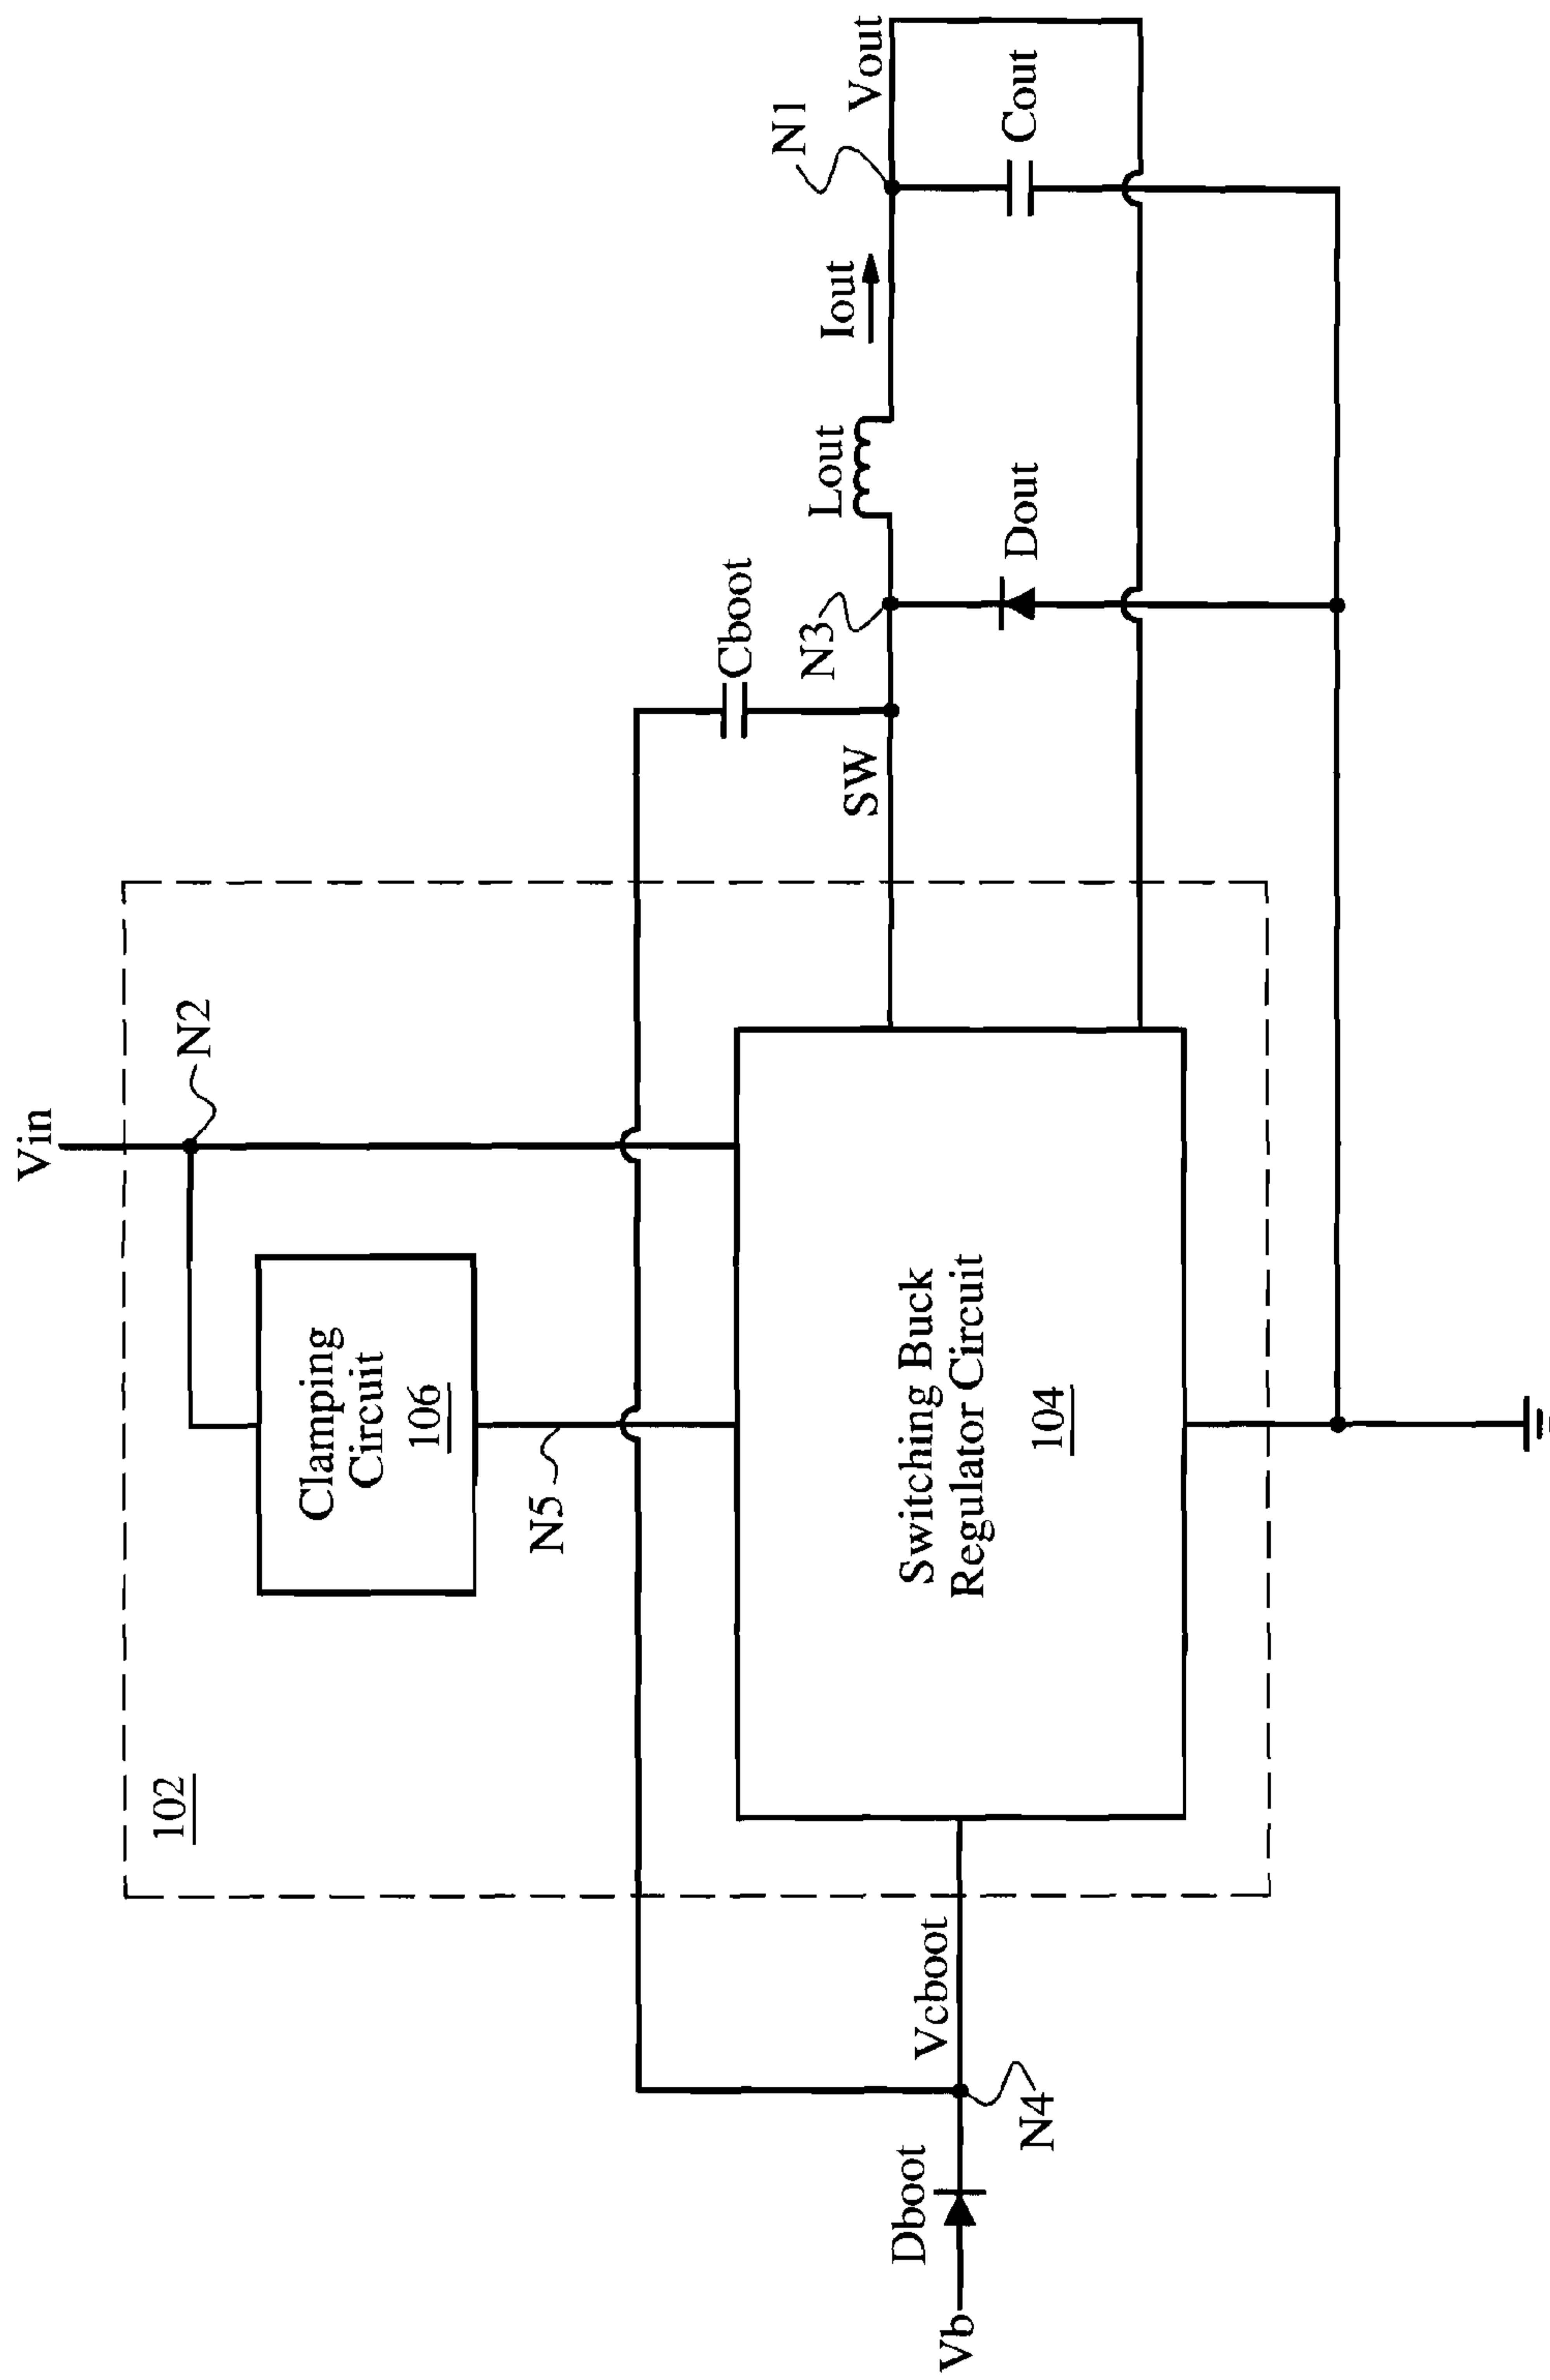 Vin
N2
102
Clamping
Circuit
106
N5
Cboot
N3
SW
Lout
Iout
N1
Vout
Cout
Dout
Switching Buck
Regulator Circuit
104
Vcboot
Dboot
N4
Vb